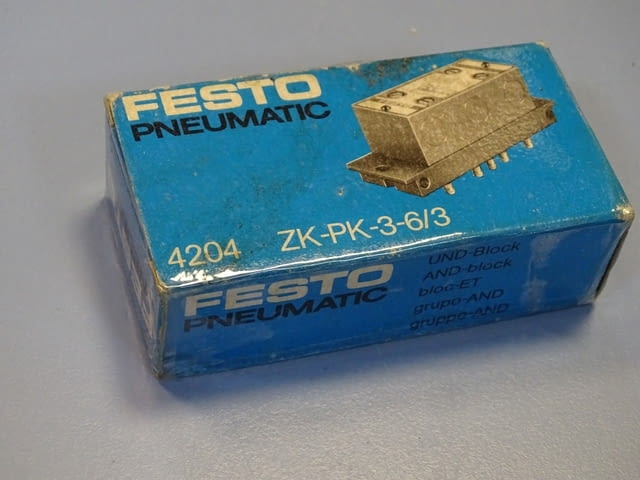 FESTO
PNEUMATIC
4204 ZK-PK-3-6/3
FESTO
PNEUMATIC
UND-Block
AND-block
bloc-ET
grupo-AND
gruppo-AND